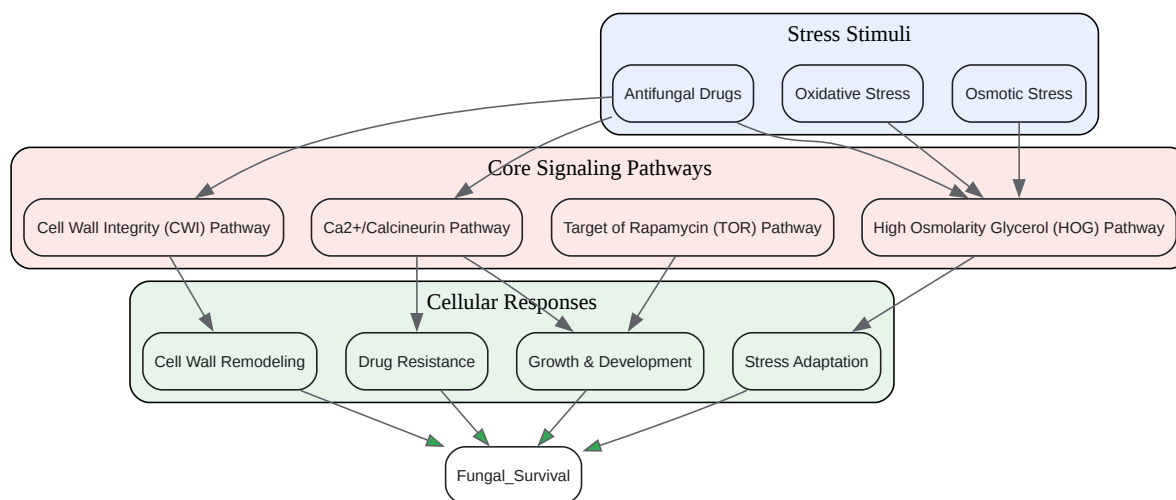 Stress Stimuli
Antifungal Drugs
Oxidative Stress
Osmotic Stress
Core Signaling Pathways
Cell Wall Integrity (CWI) Pathway
Ca2+/Calcineurin Pathway
Target of Rapamycin (TOR) Pathway
High Osmolarity Glycerol (HOG) Pathway
Cellular Responses
Cell Wall Remodeling
Drug Resistance
Growth & Development
Stress Adaptation
Fungal_Survival